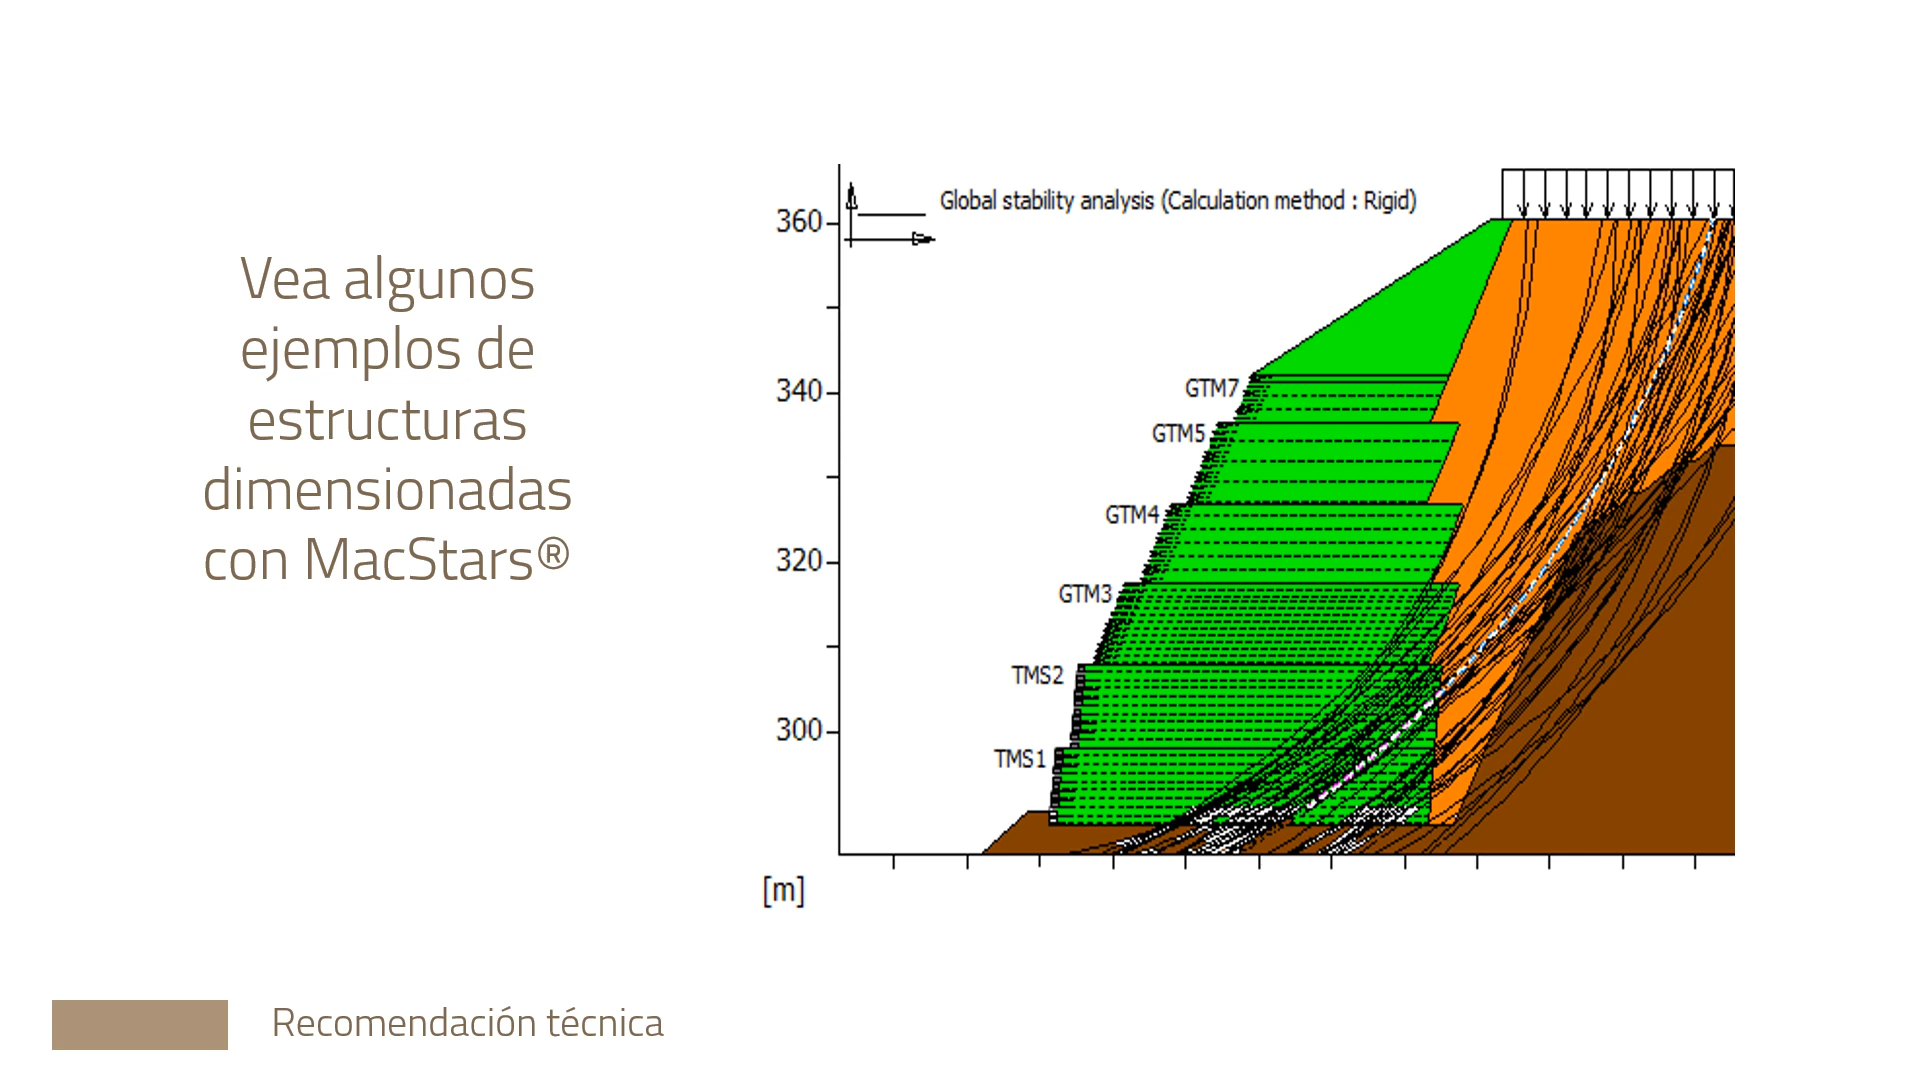 Vea algunos
ejemplos de
estructuras
dimensionadas
con MacStars®
Global stability analysis (Calculation method : Rigid)
360
340
320
300
[m]
GTM7
GTM5
GTM4
GTM3
TMS2
TMS1
Recomendación técnica